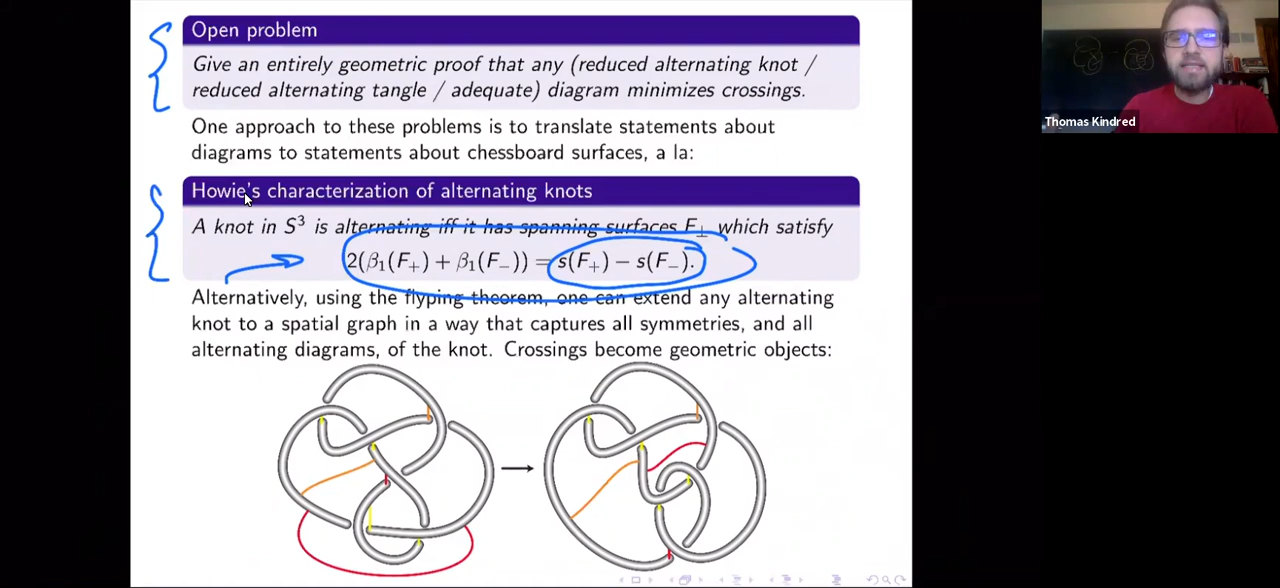 Open problem
Give an entirely geometric proof that any (reduced alternating knot /
reduced alternating tangle / adequate) diagram minimizes crossings.
One approach to these problems is to translate statements about
diagrams to statements about chessboard surfaces, a la:
Howie's characterization of alternating knots
A knot in S³ is alternating iff it has spanning surfaces F± which satisfy
2(β₁(F₊) + β₁(F₋)) = s(F₊) − s(F₋).
Alternatively, using the flyping theorem, one can extend any alternating
knot to a spatial graph in a way that captures all symmetries, and all
alternating diagrams, of the knot. Crossings become geometric objects:
Thomas Kindred